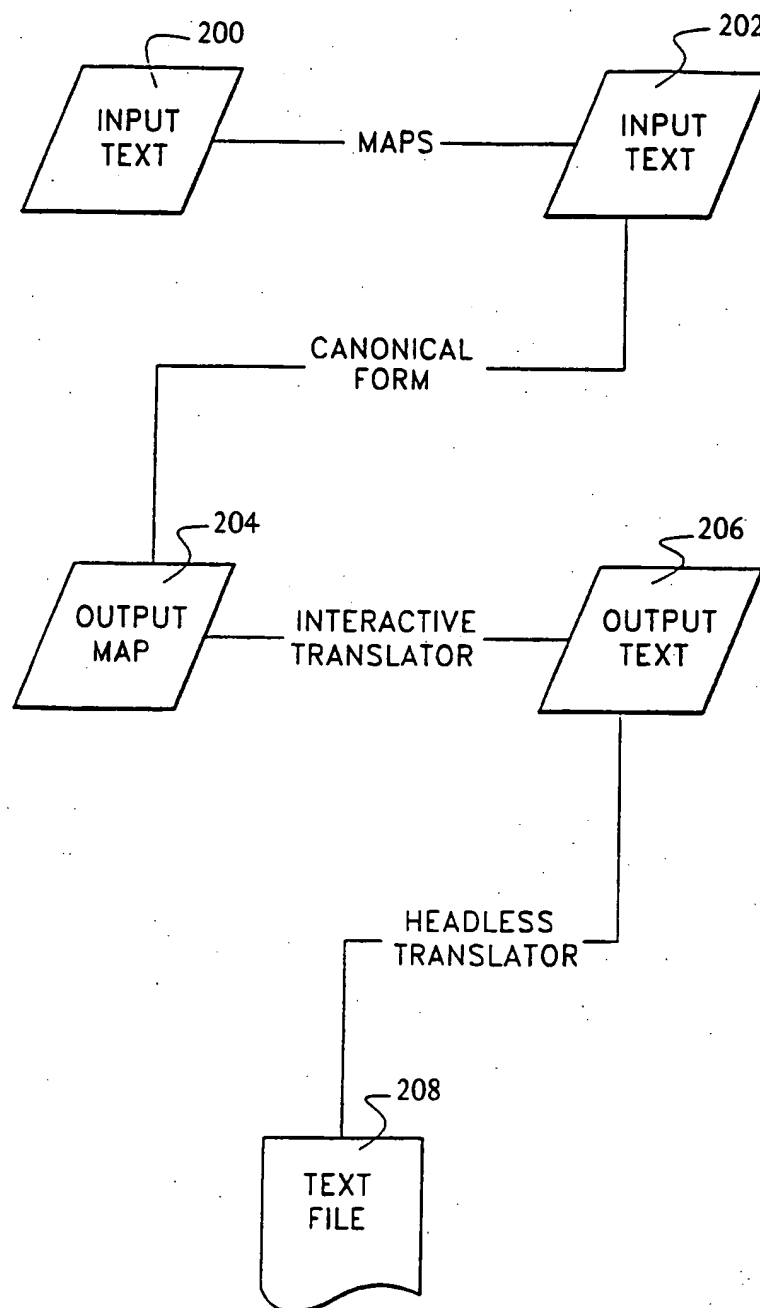 200
202
INPUT
TEXT
MAPS
INPUT
TEXT
CANONICAL
FORM
204
206
OUTPUT
MAP
INTERACTIVE
TRANSLATOR
OUTPUT
TEXT
HEADLESS
TRANSLATOR
208
TEXT
FILE